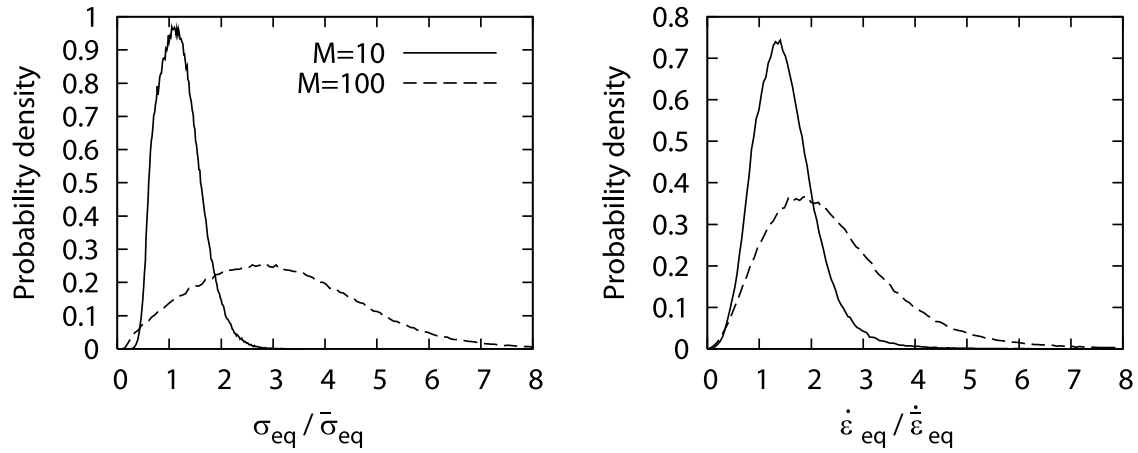 1
0.9
0.8
0.7
0.6
0.5
0.4
0.3
0.2
0.1
0
Probability density
M=10
M=100
0 1 2 3 4 5 6 7 8
σeq / σ̄eq
0.8
0.7
0.6
0.5
0.4
0.3
0.2
0.1
0
Probability density
0 1 2 3 4 5 6 7 8
ε̇ eq / ε̄̇ eq